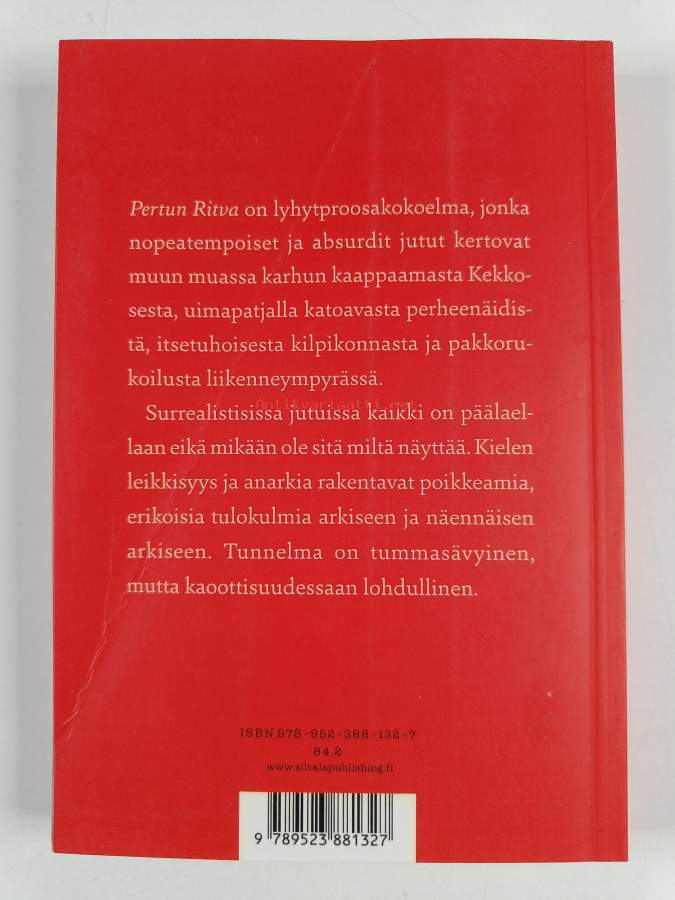 Pertun Ritva on lyhytproosakokoelma, jonka
nopeatempoiset ja absurdit jutut kertovat
muun muassa karhun kaappaamasta Kekko-
sesta, uimapatjalla katoavasta perheenäidis-
tä, itsetuhoisesta kilpikonnasta ja pakkoru-
koilusta liikenneympyrässä.
Antikvariaatti.net
Surrealistisissa jutuissa kaikki on päälael-
laan eikä mikään ole sitä miltä näyttää. Kielen
leikkisyys ja anarkia rakentavat poikkeamia,
erikoisia tulokulmia arkiseen ja näennäisen
arkiseen. Tunnelma on tummasävyinen,
mutta kaoottisuudessaan lohdullinen.
ISBN 978-952-388-132-7
84.2
www.siltalapublishing.fi
9 789523 881327